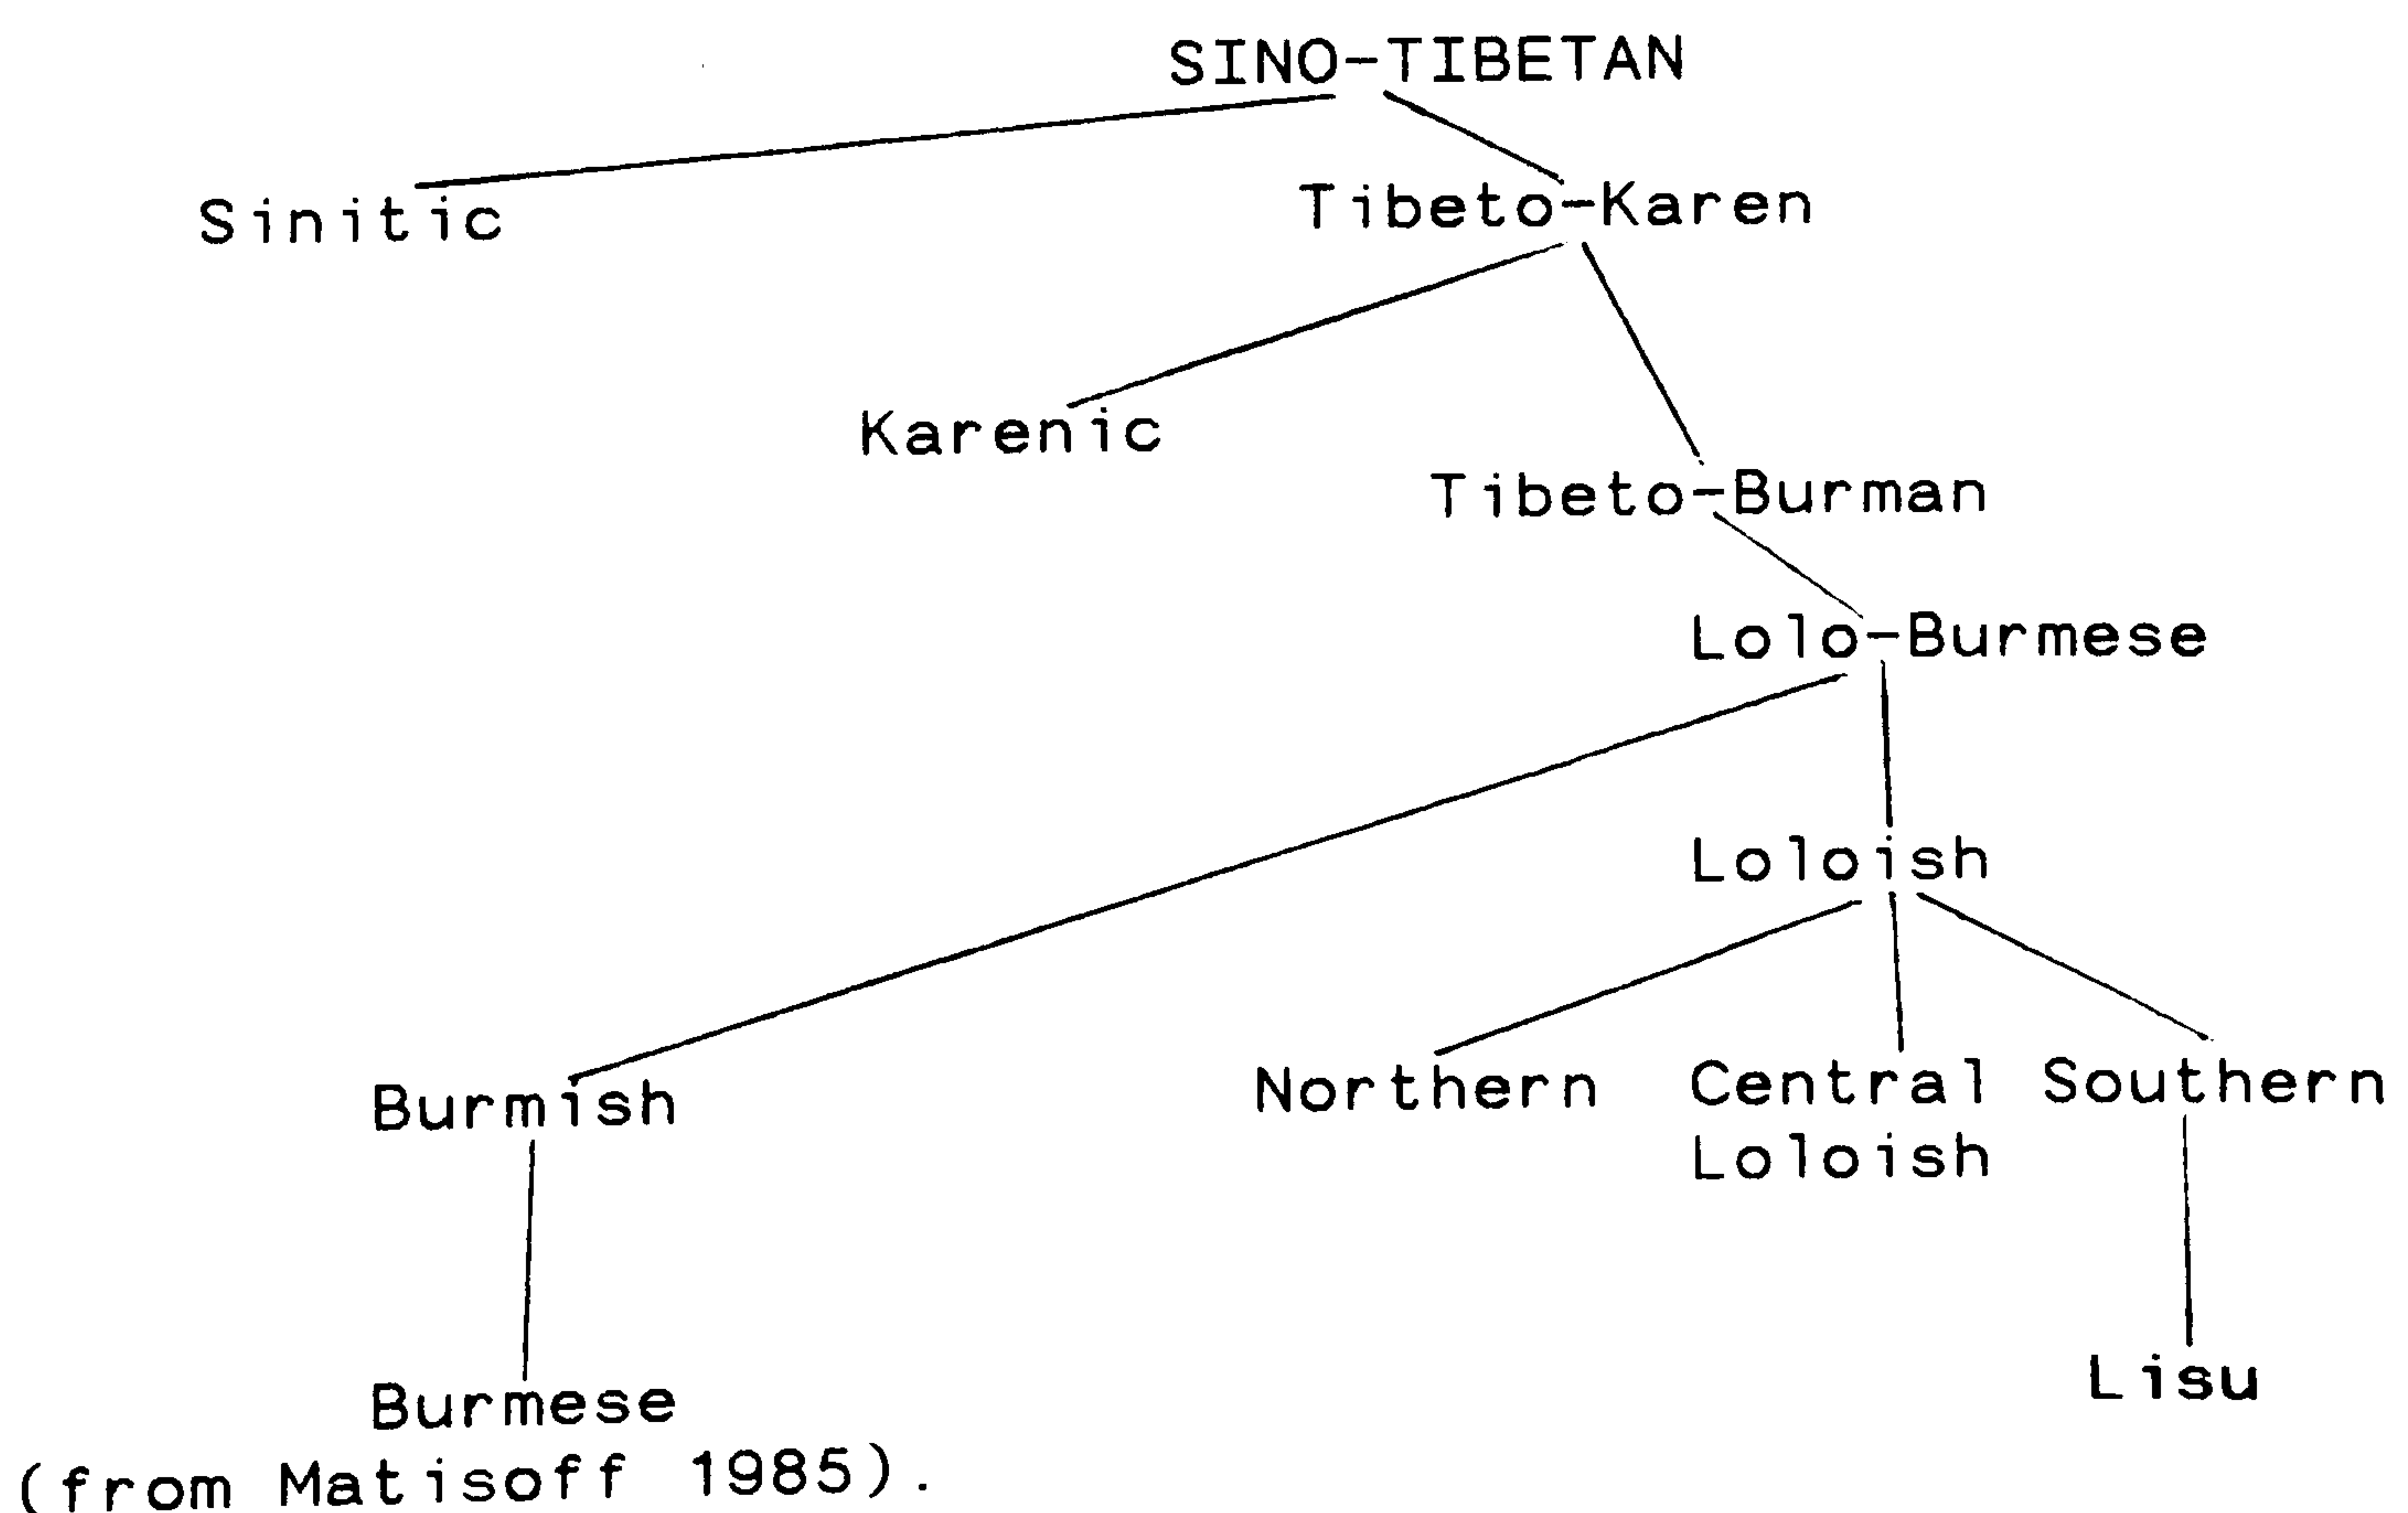 SINO-TIBETAN
Sinitic
Tibeto-Karen
Karenic
Tibeto-Burman
Lolo-Burmese
Loloish
Burmish
Northern
Central
Southern
Loloish
Burmese
Lisu
(from Matisoff 1985).